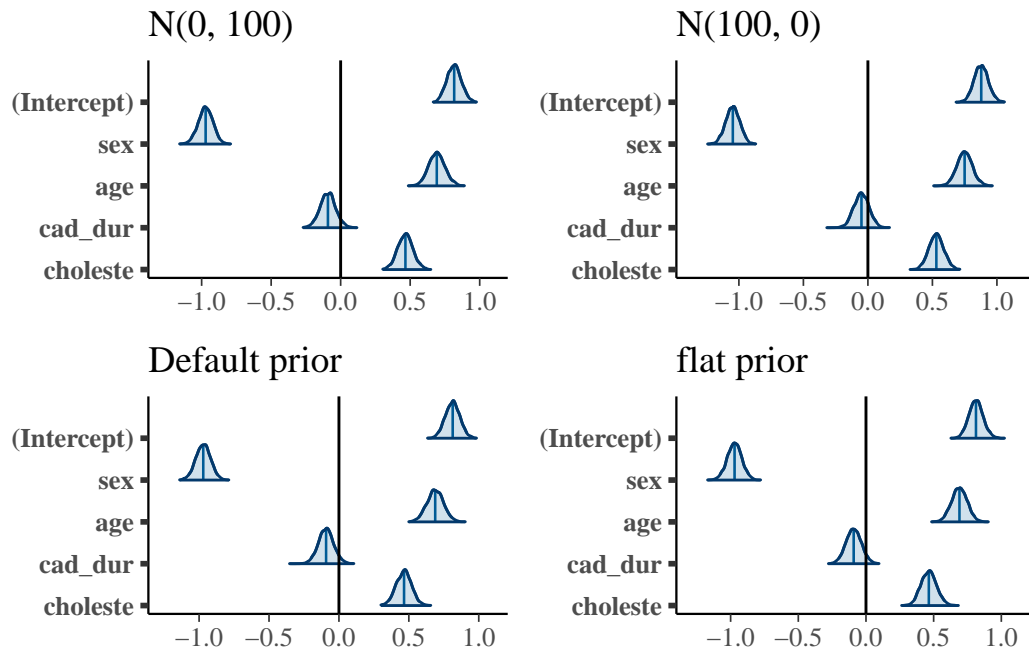 N(0, 100)
(Intercept)
sex
age
cad_dur
choleste
−1.0 −0.5 0.0 0.5 1.0
N(100, 0)
(Intercept)
sex
age
cad_dur
choleste
−1.0 −0.5 0.0 0.5 1.0
Default prior
(Intercept)
sex
age
cad_dur
choleste
−1.0 −0.5 0.0 0.5 1.0
flat prior
(Intercept)
sex
age
cad_dur
choleste
−1.0 −0.5 0.0 0.5 1.0